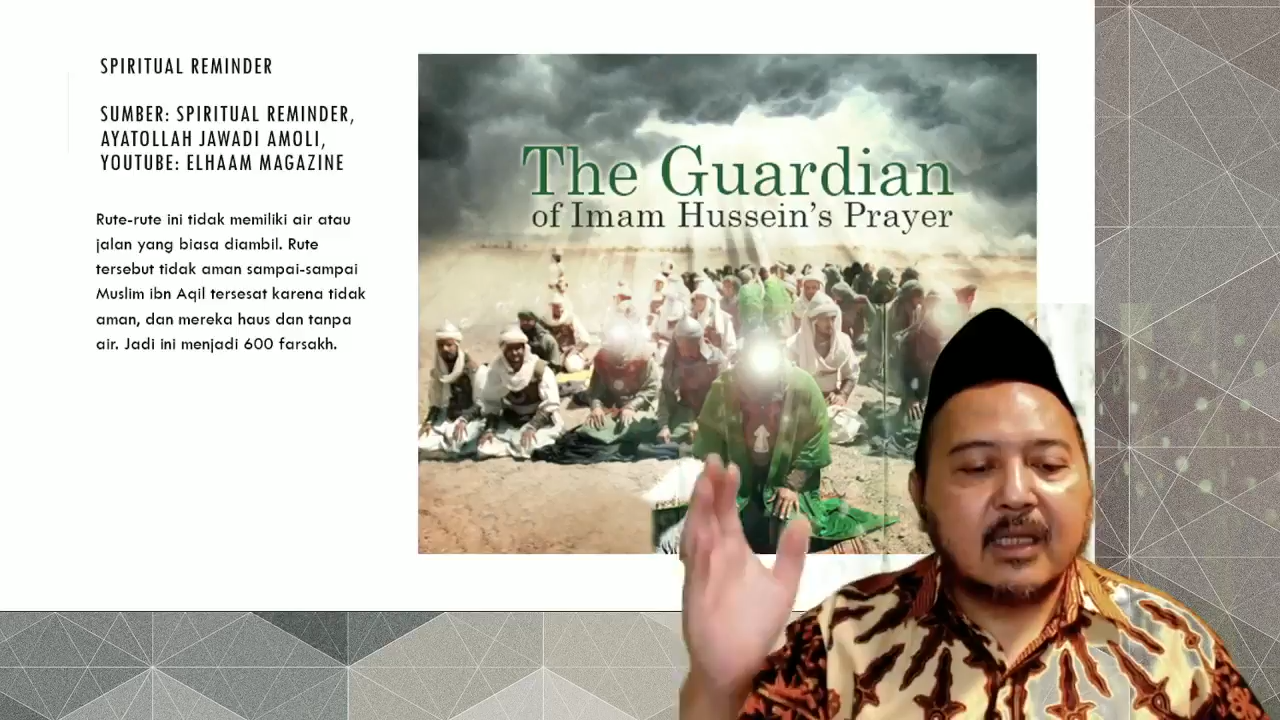 SPIRITUAL REMINDER
SUMBER: SPIRITUAL REMINDER,
AYATOLLAH JAWADI AMOLI,
YOUTUBE: ELHAAM MAGAZINE
Rute-rute ini tidak memiliki air atau
jalan yang biasa diambil. Rute
tersebut tidak aman sampai-sampai
Muslim ibn Aqil tersesat karena tidak
aman, dan mereka haus dan tanpa
air. Jadi ini menjadi 600 farsakh.
The Guardian
of Imam Hussein's Prayer